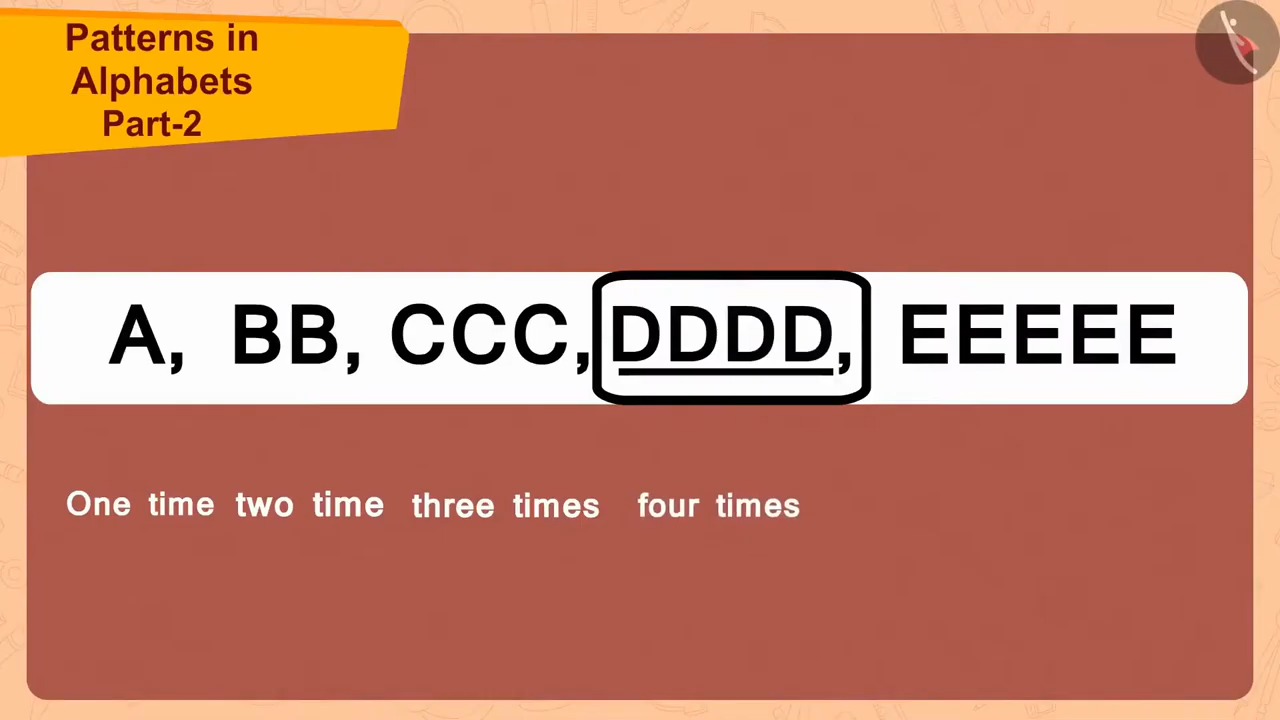 Patterns in
Alphabets
Part-2
A, BB, CCC, DDDD, EEEEE
One time two time three times four times